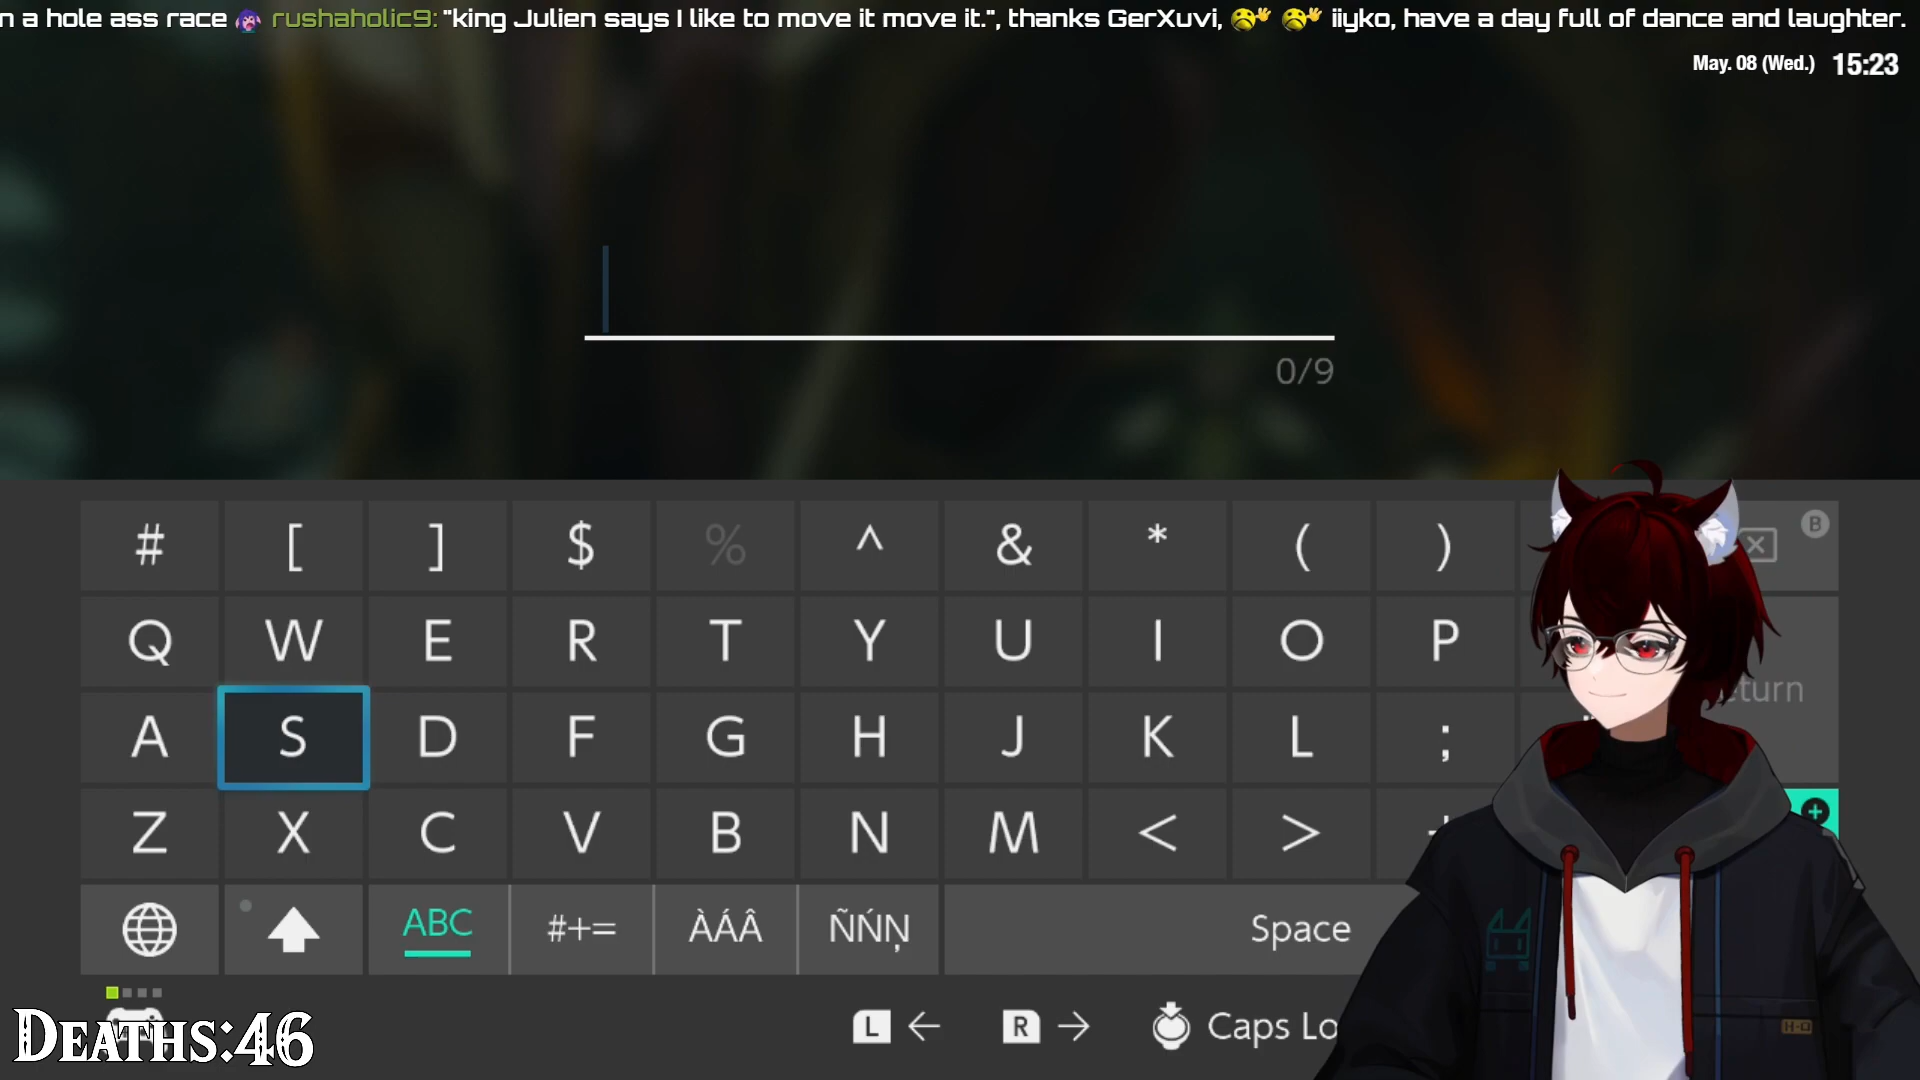 n a hole ass race rushaholic9: "king Julien says I like to move it move it.", thanks GerXuvi, iiyko, have a day full of dance and laughter.
May. 08 (Wed.) 15:23
0/9
# [ ] $ % ^ & * ( ) B
Q W E R T Y U I O P
A S D F G H J K L ; turn
Z X C V B N M < > +
ABC #+= ÀÁÂ ÑŃŅ Space
L ← R → Caps Lo
DEATHS:46
H-O